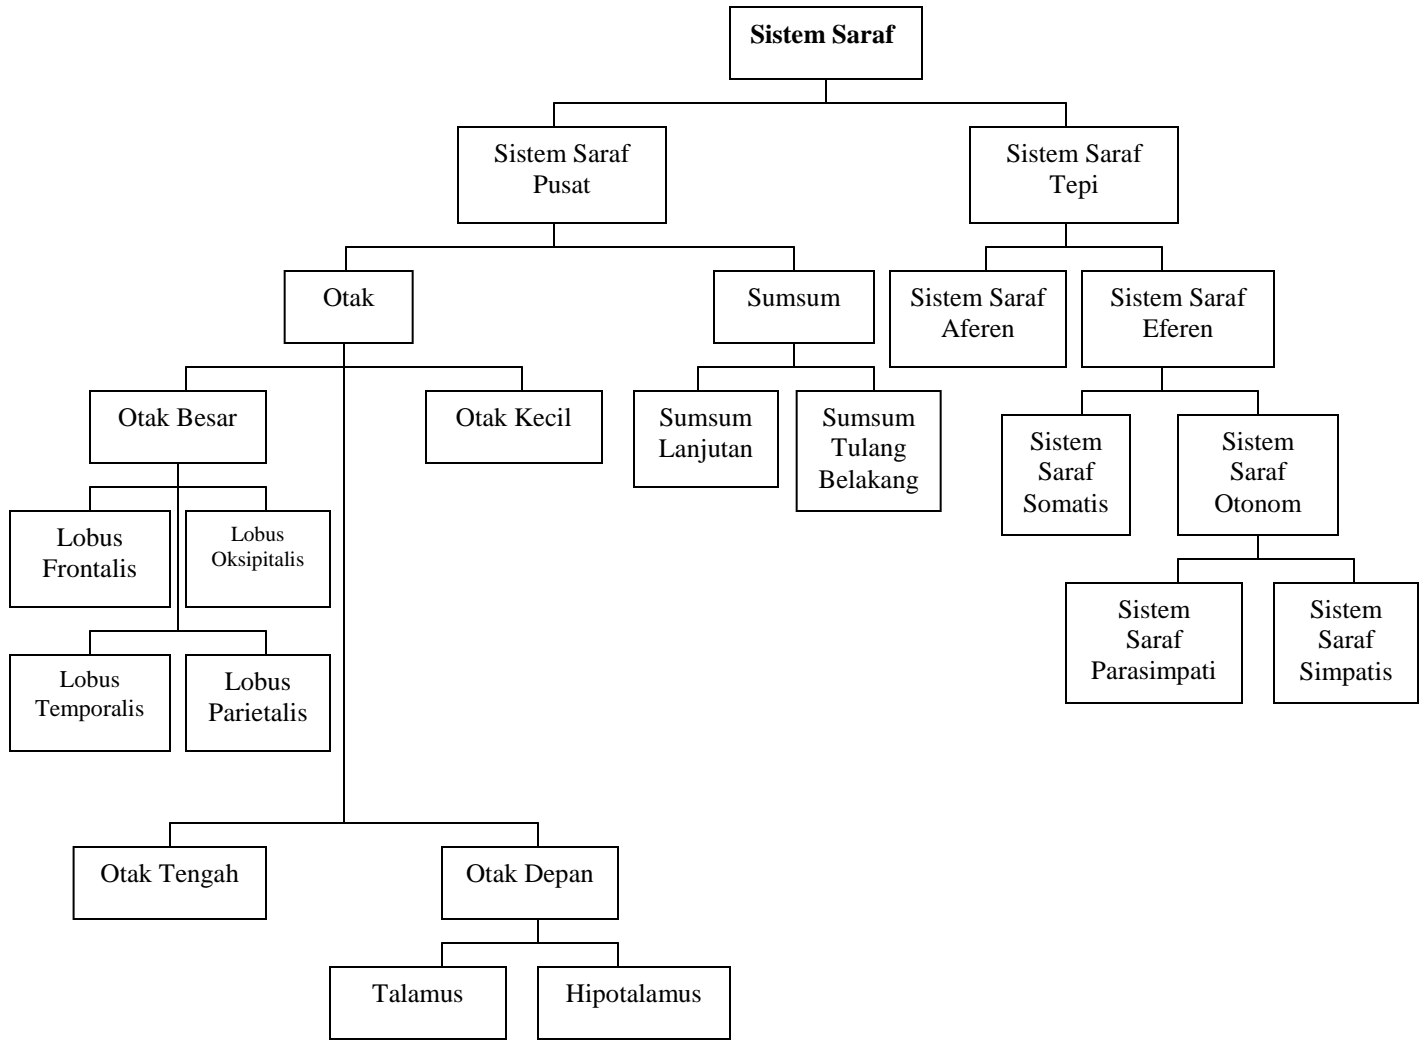 Sistem Saraf
Sistem Saraf
Pusat
Sistem Saraf
Tepi
Otak
Sumsum
Sistem Saraf
Aferen
Sistem Saraf
Eferen
Otak Besar
Otak Kecil
Sumsum
Lanjutan
Sumsum
Tulang
Belakang
Sistem
Saraf
Somatis
Sistem
Saraf
Otonom
Lobus
Frontalis
Lobus
Oksipitalis
Sistem
Saraf
Parasimpati
Sistem
Saraf
Simpatis
Lobus
Temporalis
Lobus
Parietalis
Otak Tengah
Otak Depan
Talamus
Hipotalamus